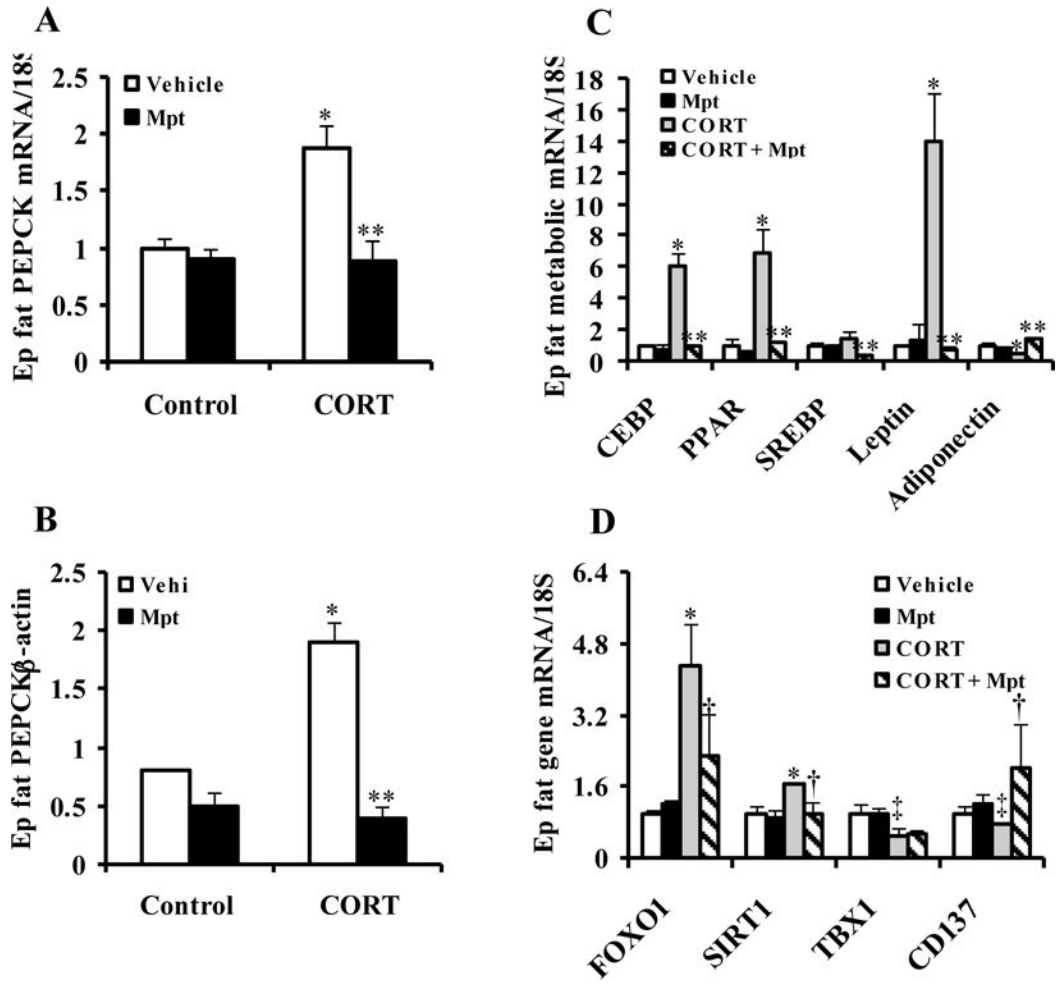 A
Ep fat PEPCK mRNA/18S
2.5
2
1.5
1
0.5
0
Vehicle
Mpt
*
**
Control
CORT
B
Ep fat PEPCKβ-actin
2.5
2
1.5
1
0.5
0
Vehi
Mpt
*
**
Control
CORT
C
Ep fat metabolic mRNA/18S
18
16
14
12
10
8
6
4
2
0
Vehicle
Mpt
CORT
CORT + Mpt
*
**
*
**
**
*
**
*
**
CEBP
PPAR
SREBP
Leptin
Adiponectin
D
Ep fat gene mRNA/18S
6.4
4.8
3.2
1.6
0
Vehicle
Mpt
CORT
CORT + Mpt
*
‡
*
†
‡
‡
†
FOXO1
SIRT1
TBX1
CD137